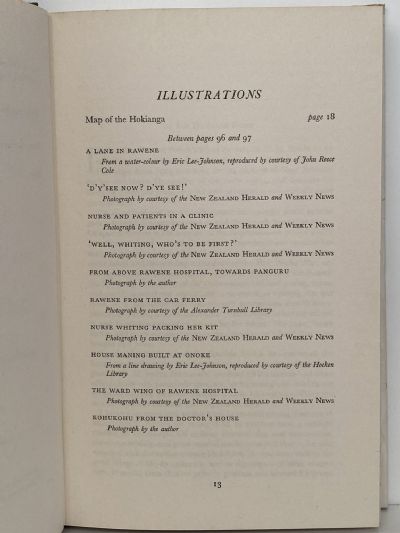 ILLUSTRATIONS
Map of the Hokianga page 18
Between pages 96 and 97
A LANE IN RAWENE
From a water-colour by Eric Lee-Johnson, reproduced by courtesy of John Reece
Cole
'D'Y'SEE NOW? D'YE SEE!'
Photograph by courtesy of the NEW ZEALAND HERALD and WEEKLY NEWS
NURSE AND PATIENTS IN A CLINIC
Photograph by courtesy of the NEW ZEALAND HERALD and WEEKLY NEWS
'WELL, WHITING, WHO'S TO BE FIRST?'
Photograph by courtesy of the NEW ZEALAND HERALD and WEEKLY NEWS
FROM ABOVE RAWENE HOSPITAL, TOWARDS PANGURU
Photograph by the author
RAWENE FROM THE CAR FERRY
Photograph by courtesy of the Alexander Turnbull Library
NURSE WHITING PACKING HER KIT
Photograph by courtesy of the NEW ZEALAND HERALD and WEEKLY NEWS
HOUSE MANING BUILT AT ONOKE
From a line drawing by Eric Lee-Johnson, reproduced by courtesy of the Hocken
Library
THE WARD WING OF RAWENE HOSPITAL
Photograph by courtesy of the NEW ZEALAND HERALD and WEEKLY NEWS
KOHUKOHU FROM THE DOCTOR'S HOUSE
Photograph by the author
13